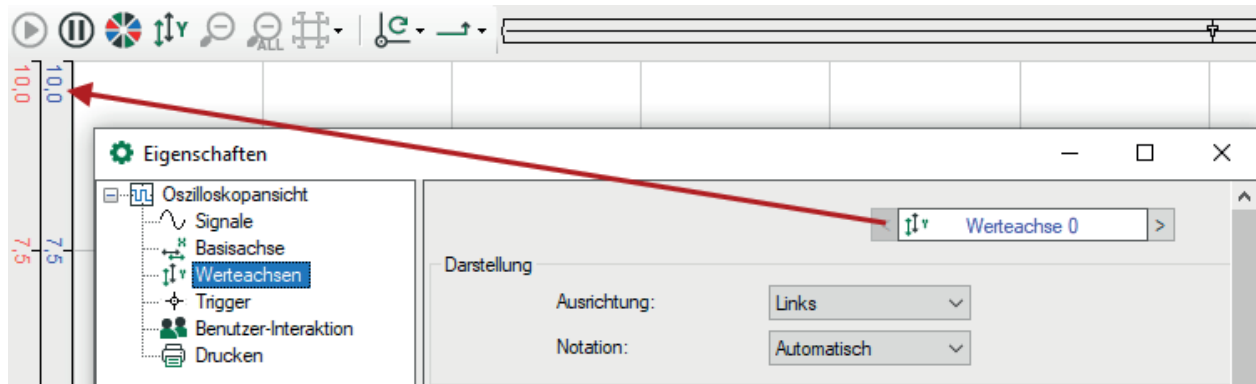 Y
ALL
10,0
10,0
Eigenschaften
Oszilloskopansicht
Signale
X
Basisachse
Y
Werteachsen
Trigger
Benutzer-Interaktion
Drucken
7,5
7,5
< Y Werteachse 0 >
Darstellung
Ausrichtung: Links
Notation: Automatisch